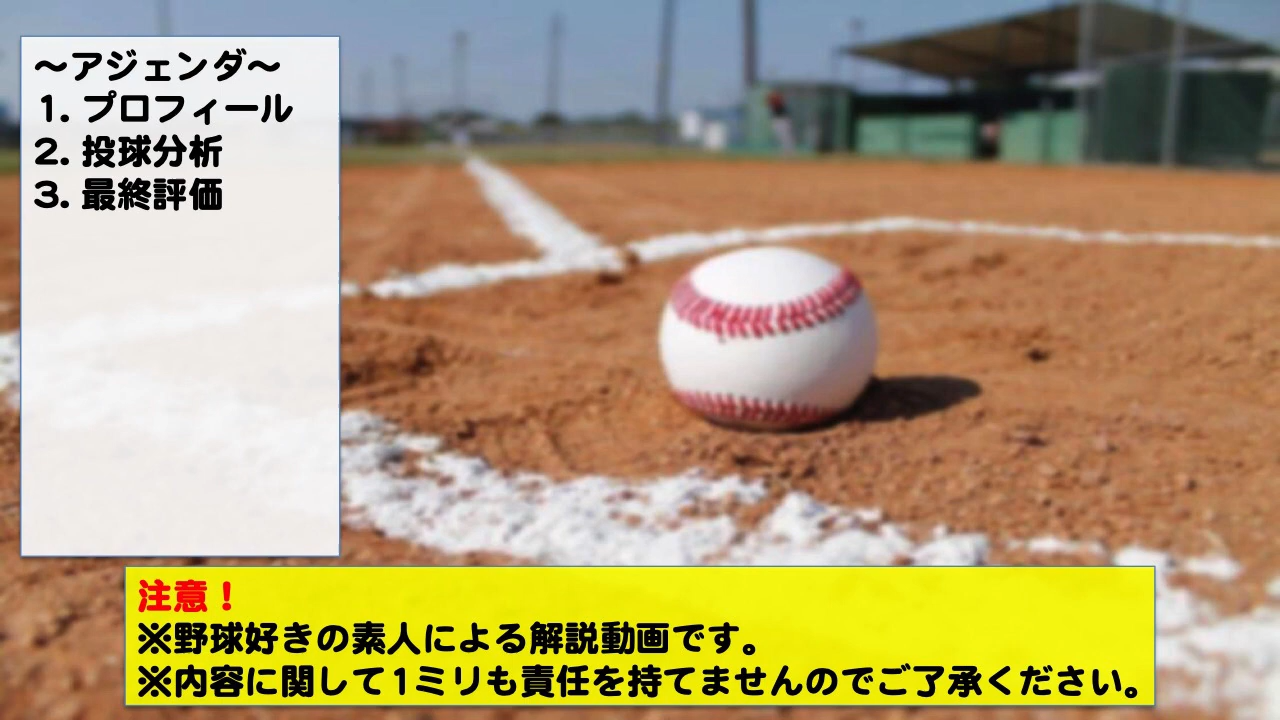 ～アジェンダ～
1. プロフィール
2. 投球分析
3. 最終評価
注意！
※野球好きの素人による解説動画です。
※内容に関して1ミリも責任を持てませんのでご了承ください。